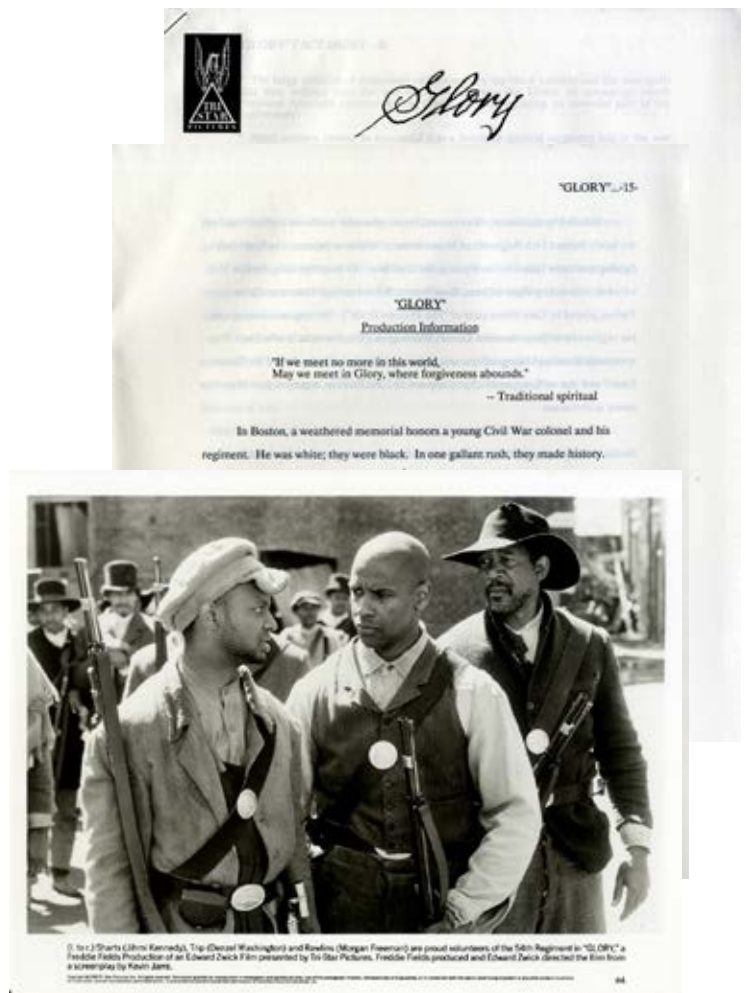 TRI
STAR
PICTURES
Glory
"GLORY"...-15-
"GLORY"
Production Information
"If we meet no more in this world,
May we meet in Glory, where forgiveness abounds."
-- Traditional spiritual
In Boston, a weathered memorial honors a young Civil War colonel and his
regiment. He was white; they were black. In one gallant rush, they made history.
(l. to r.) Sharts (Jihmi Kennedy), Trip (Denzel Washington) and Rawlins (Morgan Freeman) are proud volunteers of the 54th Regiment in "GLORY," a
Freddie Fields Production of an Edward Zwick Film presented by Tri-Star Pictures. Freddie Fields produced and Edward Zwick directed the film from
a screenplay by Kevin Jarre.